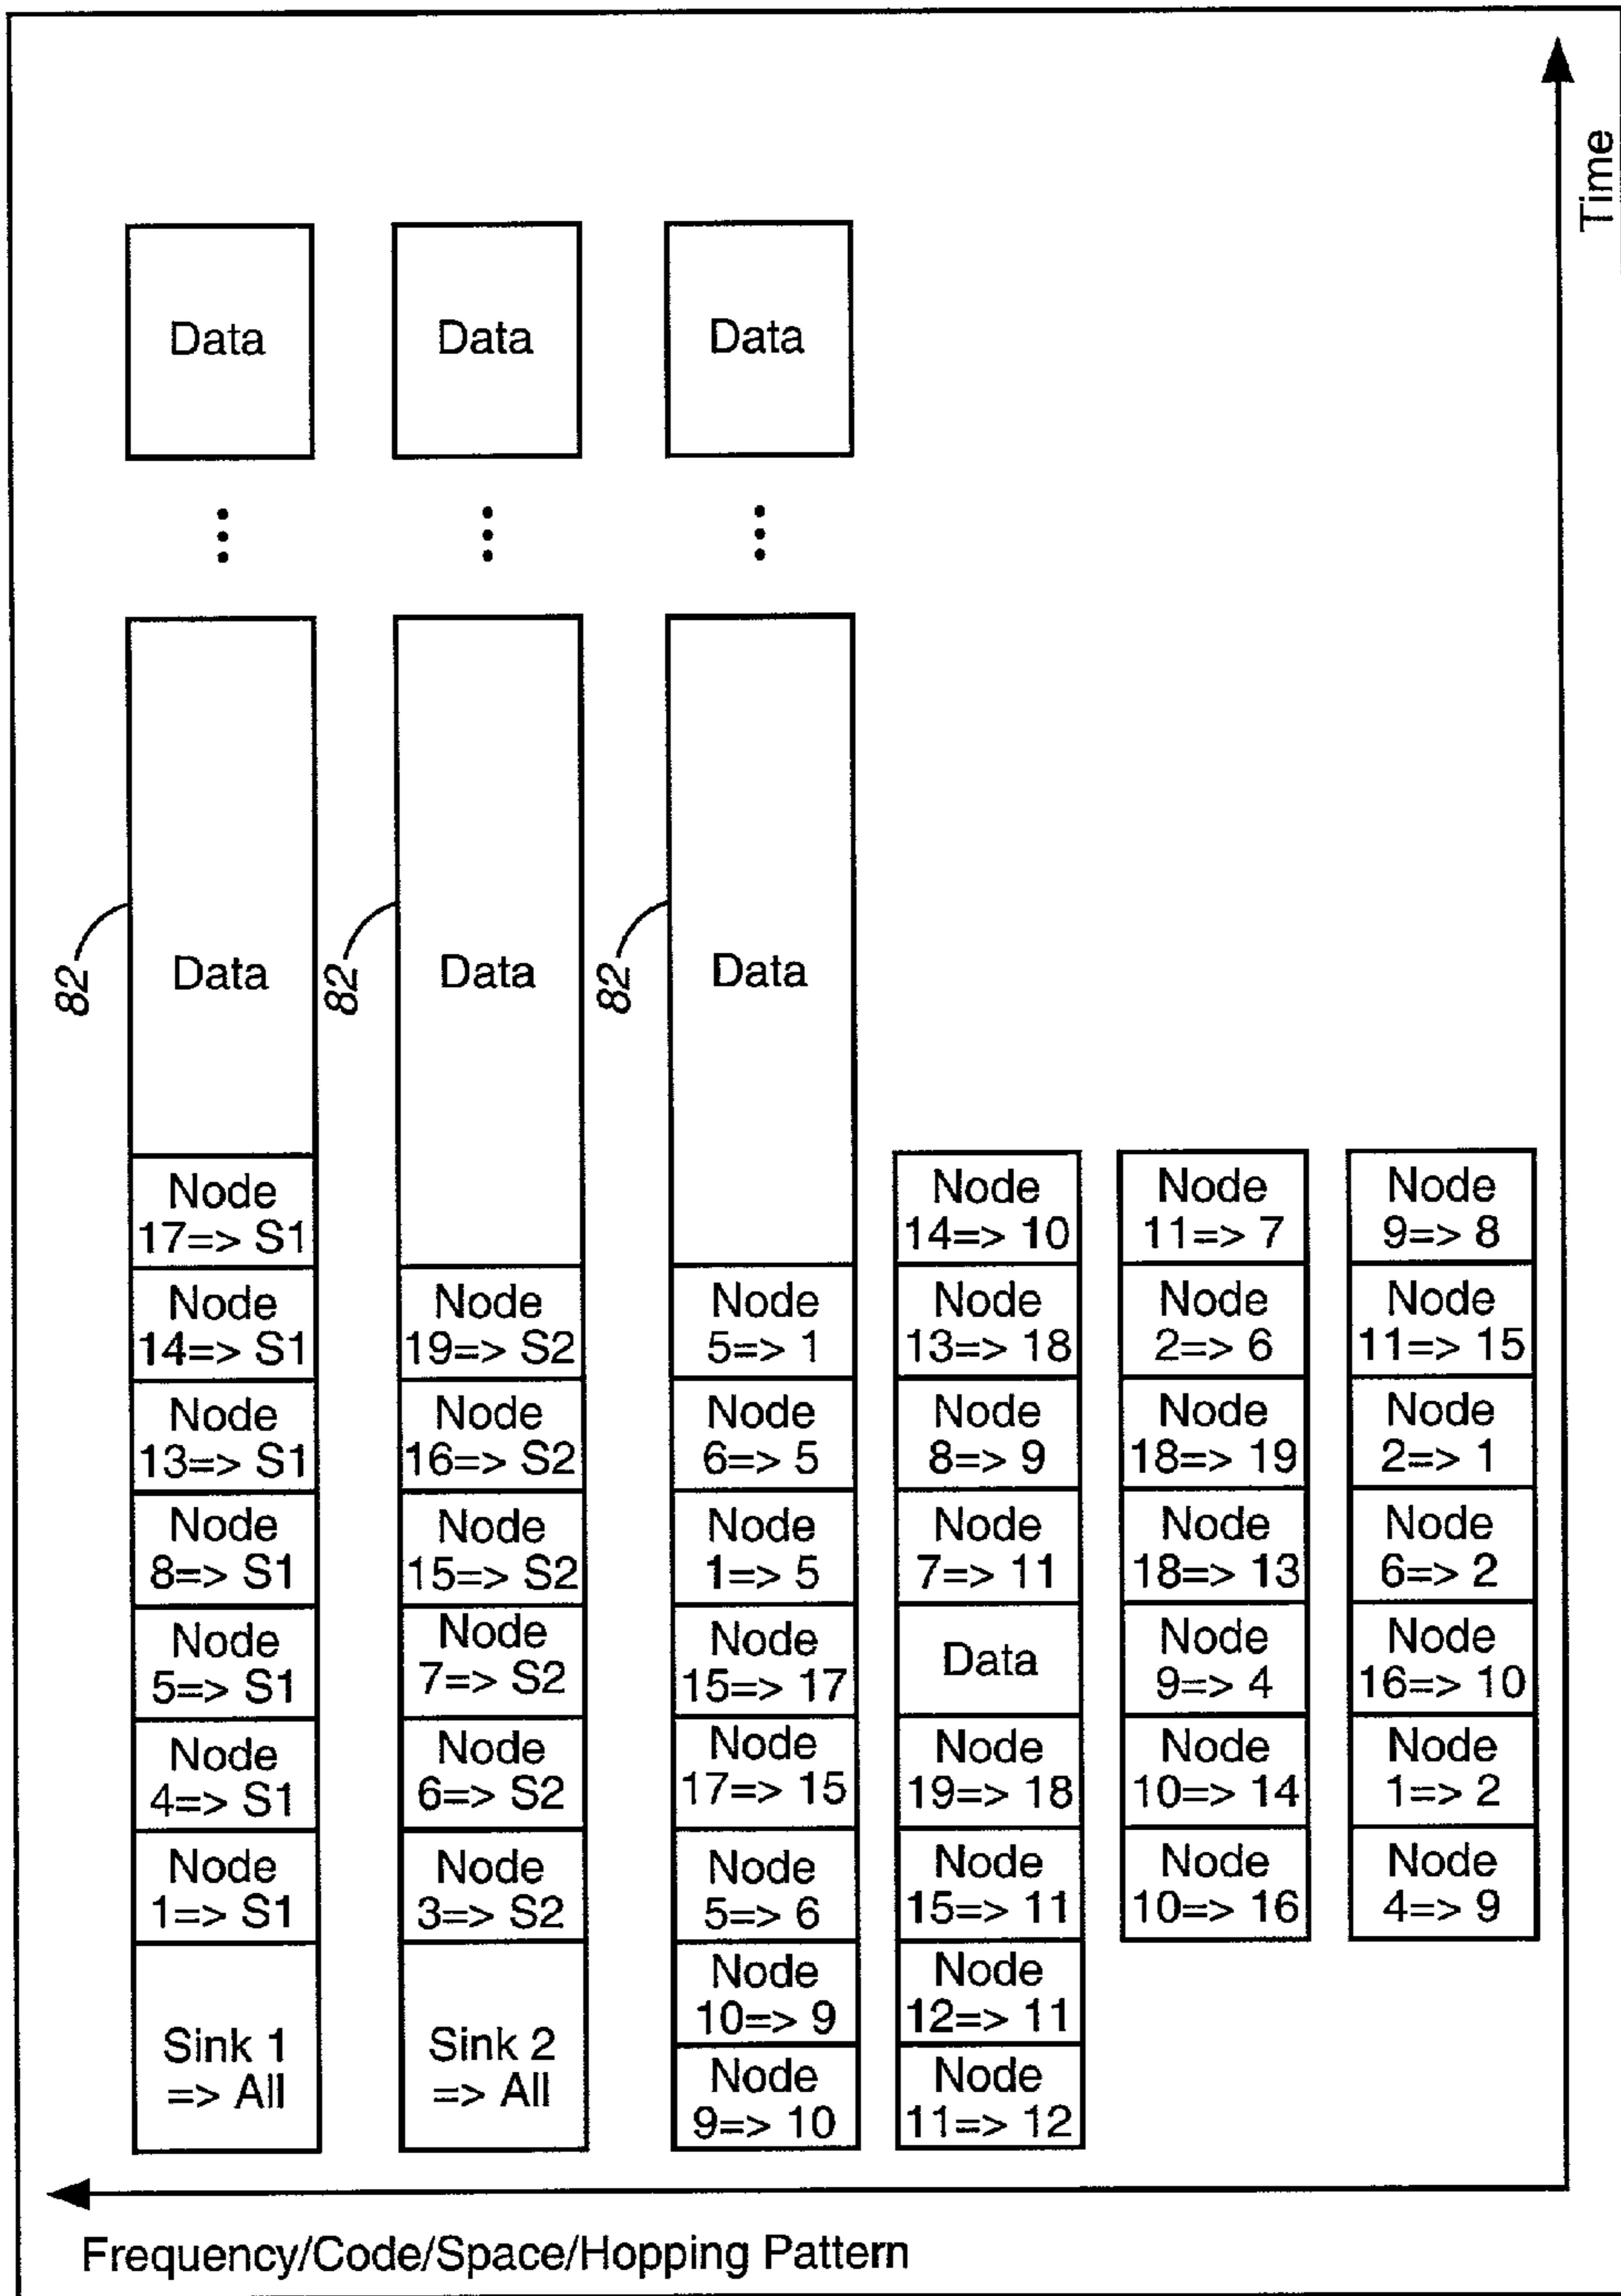 Time
Data
Data
Data
82
Data
82
Data
82
Data
Node
17=> S1
Node
14=> S1
Node
13=> S1
Node
8=> S1
Node
5=> S1
Node
4=> S1
Node
1=> S1
Sink 1
=> All
Node
19=> S2
Node
16=> S2
Node
15=> S2
Node
7=> S2
Node
6=> S2
Node
3=> S2
Sink 2
=> All
Node
5=> 1
Node
6=> 5
Node
1=> 5
Node
15=> 17
Node
17=> 15
Node
5=> 6
Node
10=> 9
Node
9=> 10
Node
14=> 10
Node
13=> 18
Node
8=> 9
Node
7=> 11
Data
Node
19=> 18
Node
15=> 11
Node
12=> 11
Node
11=> 12
Node
11=> 7
Node
2=> 6
Node
18=> 19
Node
18=> 13
Node
9=> 4
Node
10=> 14
Node
10=> 16
Node
9=> 8
Node
11=> 15
Node
2=> 1
Node
6=> 2
Node
16=> 10
Node
1=> 2
Node
4=> 9
Frequency/Code/Space/Hopping Pattern